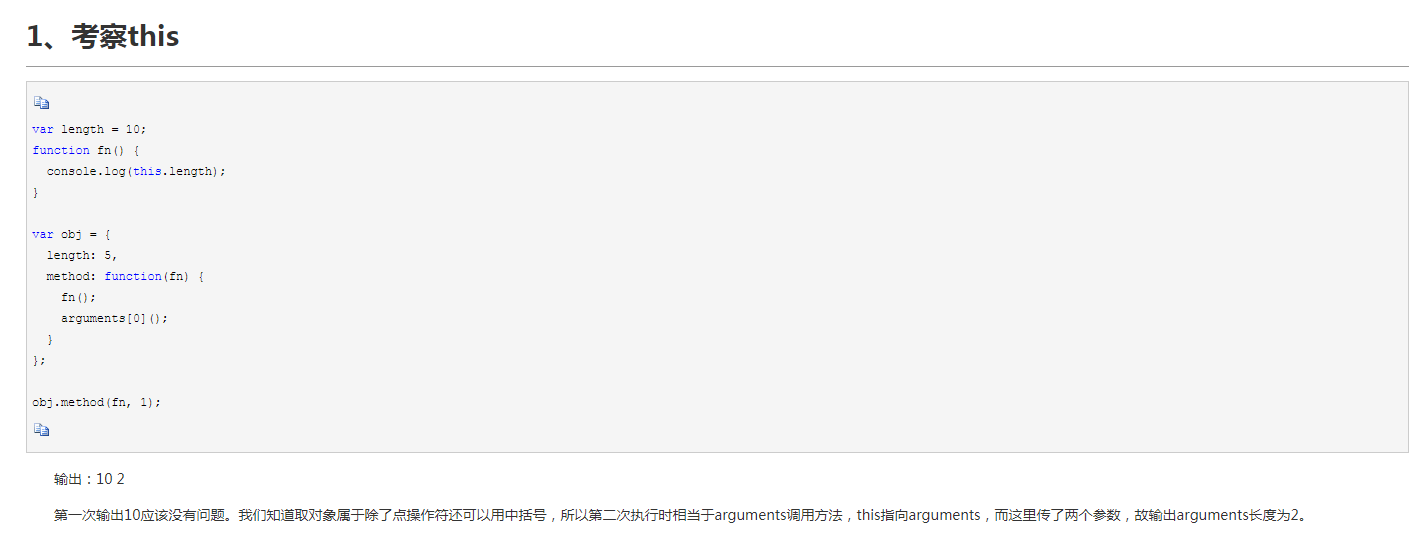 1、考察this
var length = 10;
function fn() {
  console.log(this.length);
}
var obj = {
  length: 5,
  method: function(fn) {
    fn();
    arguments[0]();
  }
};
obj.method(fn, 1);
输出：10 2
第一次输出10应该没有问题。我们知道取对象属于除了点操作符还可以用中括号，所以第二次执行时相当于arguments调用方法，this指向arguments，而这里传了两个参数，故输出arguments长度为2。